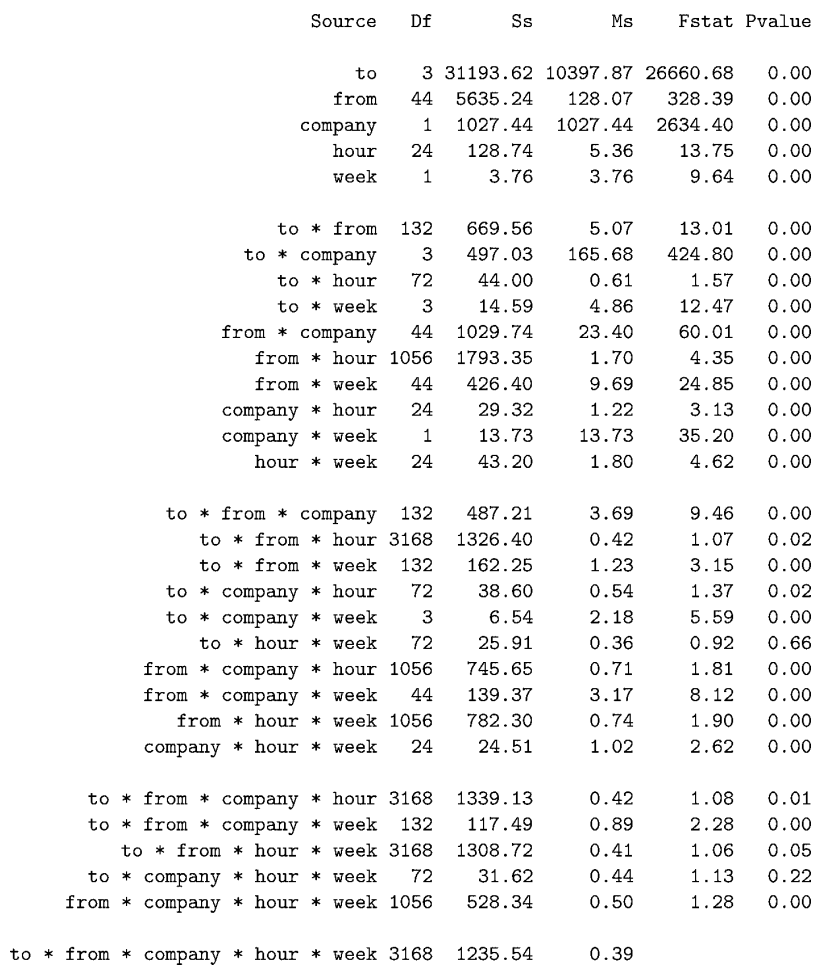 Source Df Ss Ms Fstat Pvalue
to 3 31193.62 10397.87 26660.68 0.00
from 44 5635.24 128.07 328.39 0.00
company 1 1027.44 1027.44 2634.40 0.00
hour 24 128.74 5.36 13.75 0.00
week 1 3.76 3.76 9.64 0.00
to * from 132 669.56 5.07 13.01 0.00
to * company 3 497.03 165.68 424.80 0.00
to * hour 72 44.00 0.61 1.57 0.00
to * week 3 14.59 4.86 12.47 0.00
from * company 44 1029.74 23.40 60.01 0.00
from * hour 1056 1793.35 1.70 4.35 0.00
from * week 44 426.40 9.69 24.85 0.00
company * hour 24 29.32 1.22 3.13 0.00
company * week 1 13.73 13.73 35.20 0.00
hour * week 24 43.20 1.80 4.62 0.00
to * from * company 132 487.21 3.69 9.46 0.00
to * from * hour 3168 1326.40 0.42 1.07 0.02
to * from * week 132 162.25 1.23 3.15 0.00
to * company * hour 72 38.60 0.54 1.37 0.02
to * company * week 3 6.54 2.18 5.59 0.00
to * hour * week 72 25.91 0.36 0.92 0.66
from * company * hour 1056 745.65 0.71 1.81 0.00
from * company * week 44 139.37 3.17 8.12 0.00
from * hour * week 1056 782.30 0.74 1.90 0.00
company * hour * week 24 24.51 1.02 2.62 0.00
to * from * company * hour 3168 1339.13 0.42 1.08 0.01
to * from * company * week 132 117.49 0.89 2.28 0.00
to * from * hour * week 3168 1308.72 0.41 1.06 0.05
to * company * hour * week 72 31.62 0.44 1.13 0.22
from * company * hour * week 1056 528.34 0.50 1.28 0.00
to * from * company * hour * week 3168 1235.54 0.39